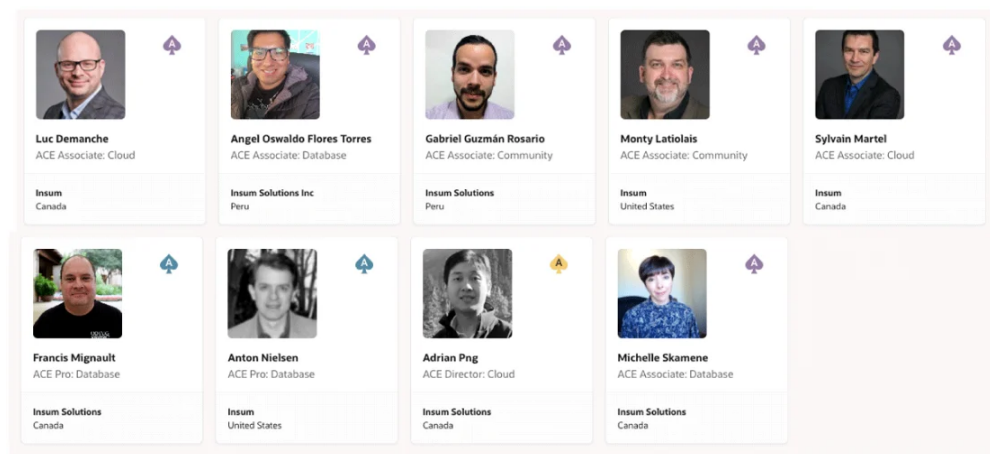 A
Luc Demanche
ACE Associate: Cloud
Insum
Canada
A
Angel Oswaldo Flores Torres
ACE Associate: Database
Insum Solutions Inc
Peru
A
Gabriel Guzmán Rosario
ACE Associate: Community
Insum Solutions
Peru
A
Monty Latiolais
ACE Associate: Community
Insum
United States
A
Sylvain Martel
ACE Associate: Cloud
Insum
Canada
A
Francis Mignault
ACE Pro: Database
Insum Solutions
Canada
A
Anton Nielsen
ACE Pro: Database
Insum
United States
A
Adrian Png
ACE Director: Cloud
Insum Solutions
Canada
A
Michelle Skamene
ACE Associate: Database
Insum Solutions
Canada